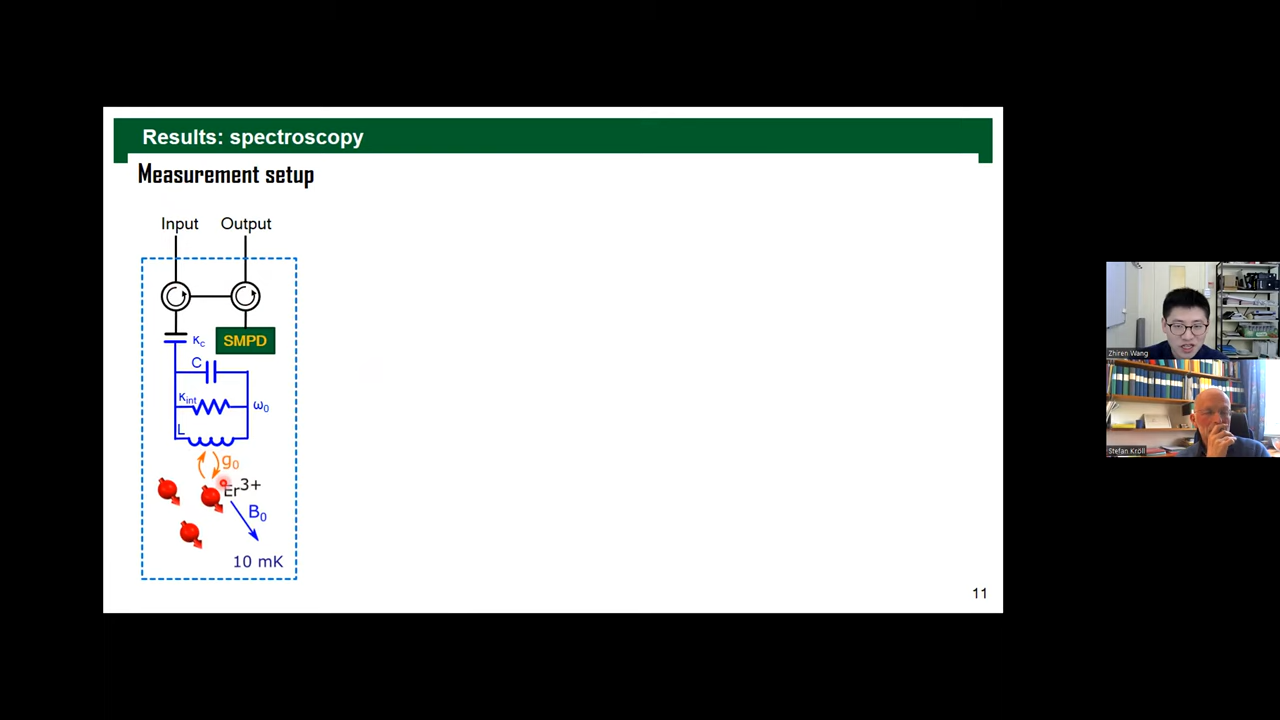 Results: spectroscopy
Measurement setup
Input Output
κc
SMPD
C
κint
ω0
L
g0
Er3+
B0
10 mK
11
Zhiren Wang
Stefan Kröll